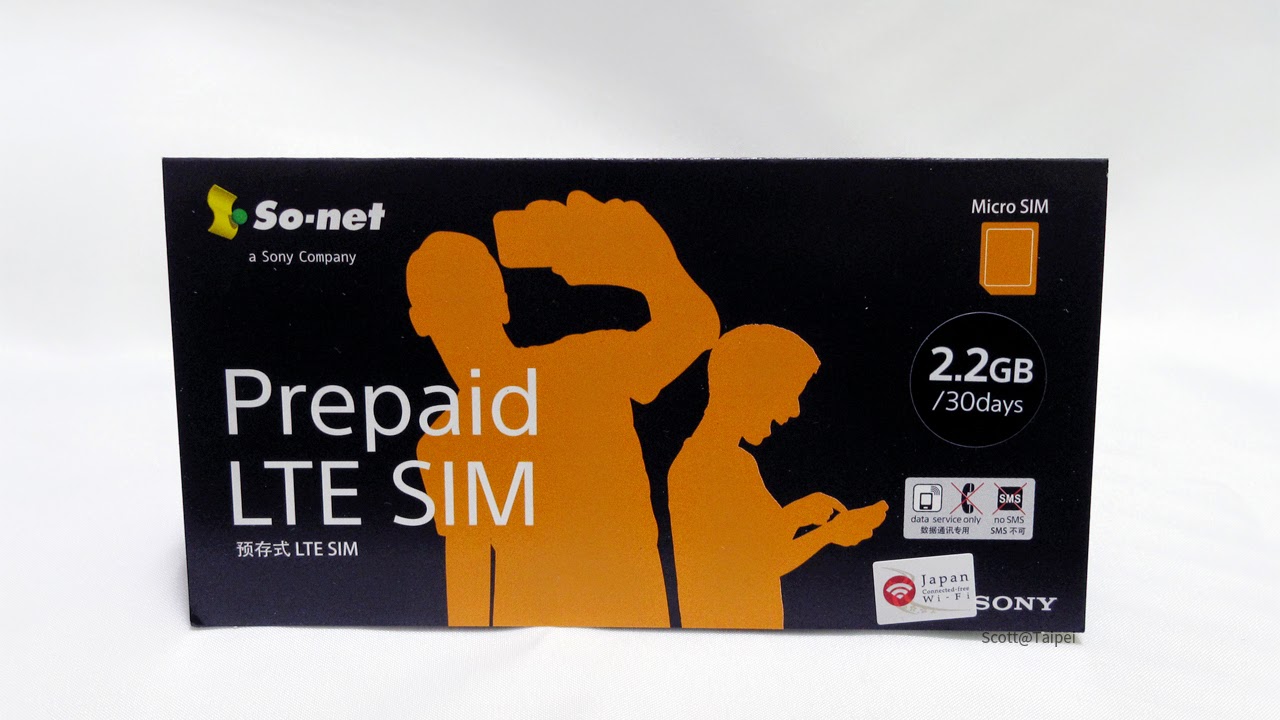 So-net
a Sony Company
Micro SIM
2.2GB
/30days
Prepaid
LTE SIM
预存式 LTE SIM
SMS
data service only
no SMS
数据通讯专用
SMS 不可
Japan
Connected-free
Wi-Fi
SONY
Scott@Taipei